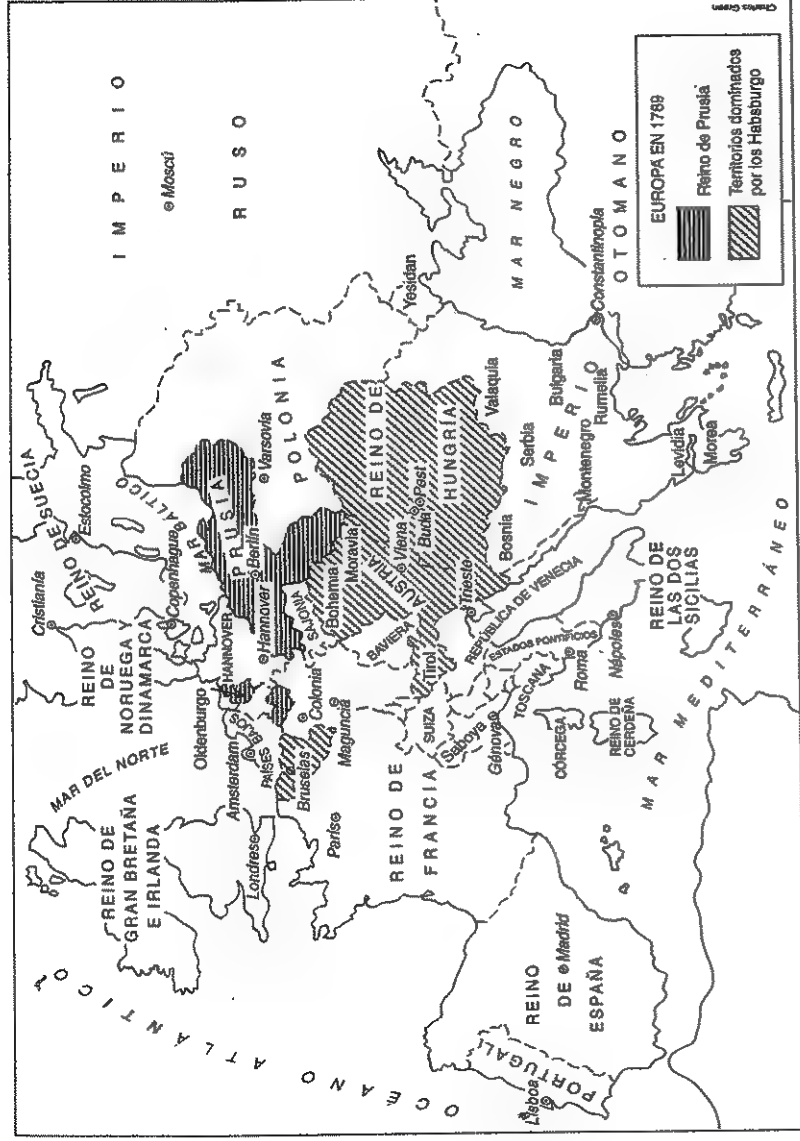 Charles Green
IMPERIO
Moscú
RUSO
REINO DE SUECIA
Estocolmo
Cristianía
REINO
DE
NORUEGA Y
DINAMARCA
Copenhague
MAR BÁLTICO
MAR DEL NORTE
REINO DE
GRAN BRETAÑA
E IRLANDA
Londres
OCÉANO ATLÁNTICO
Oldenburgo
HANNOVER
Hannover
Amsterdam
PAÍSES BAJOS
Bruselas
Colonia
Maguncia
PRUSIA
Berlín
SAJONIA
Varsovia
POLONIA
Bohemia
Moravia
AUSTRIA
Viena
Buda
Pest
REINO DE
HUNGRÍA
BAVIERA
Tirol
Trieste
París
REINO DE
FRANCIA
SUIZA
Saboya
Génova
REPÚBLICA DE VENECIA
ESTADOS PONTIFICIOS
TOSCANA
Roma
Nápoles
REINO DE
LAS DOS
SICILIAS
CÓRCEGA
REINO DE
CERDEÑA
MAR MEDITERRÁNEO
REINO
DE
ESPAÑA
Madrid
PORTUGAL
Lisboa
Yesidan
MAR NEGRO
Valaquia
Bulgaria
Rumelia
Serbia
Bosnia
Montenegro
Levidia
Morea
IMPERIO
OTOMANO
Constantinopla
EUROPA EN 1789
Reino de Prusia
Territorios dominados
por los Habsburgo